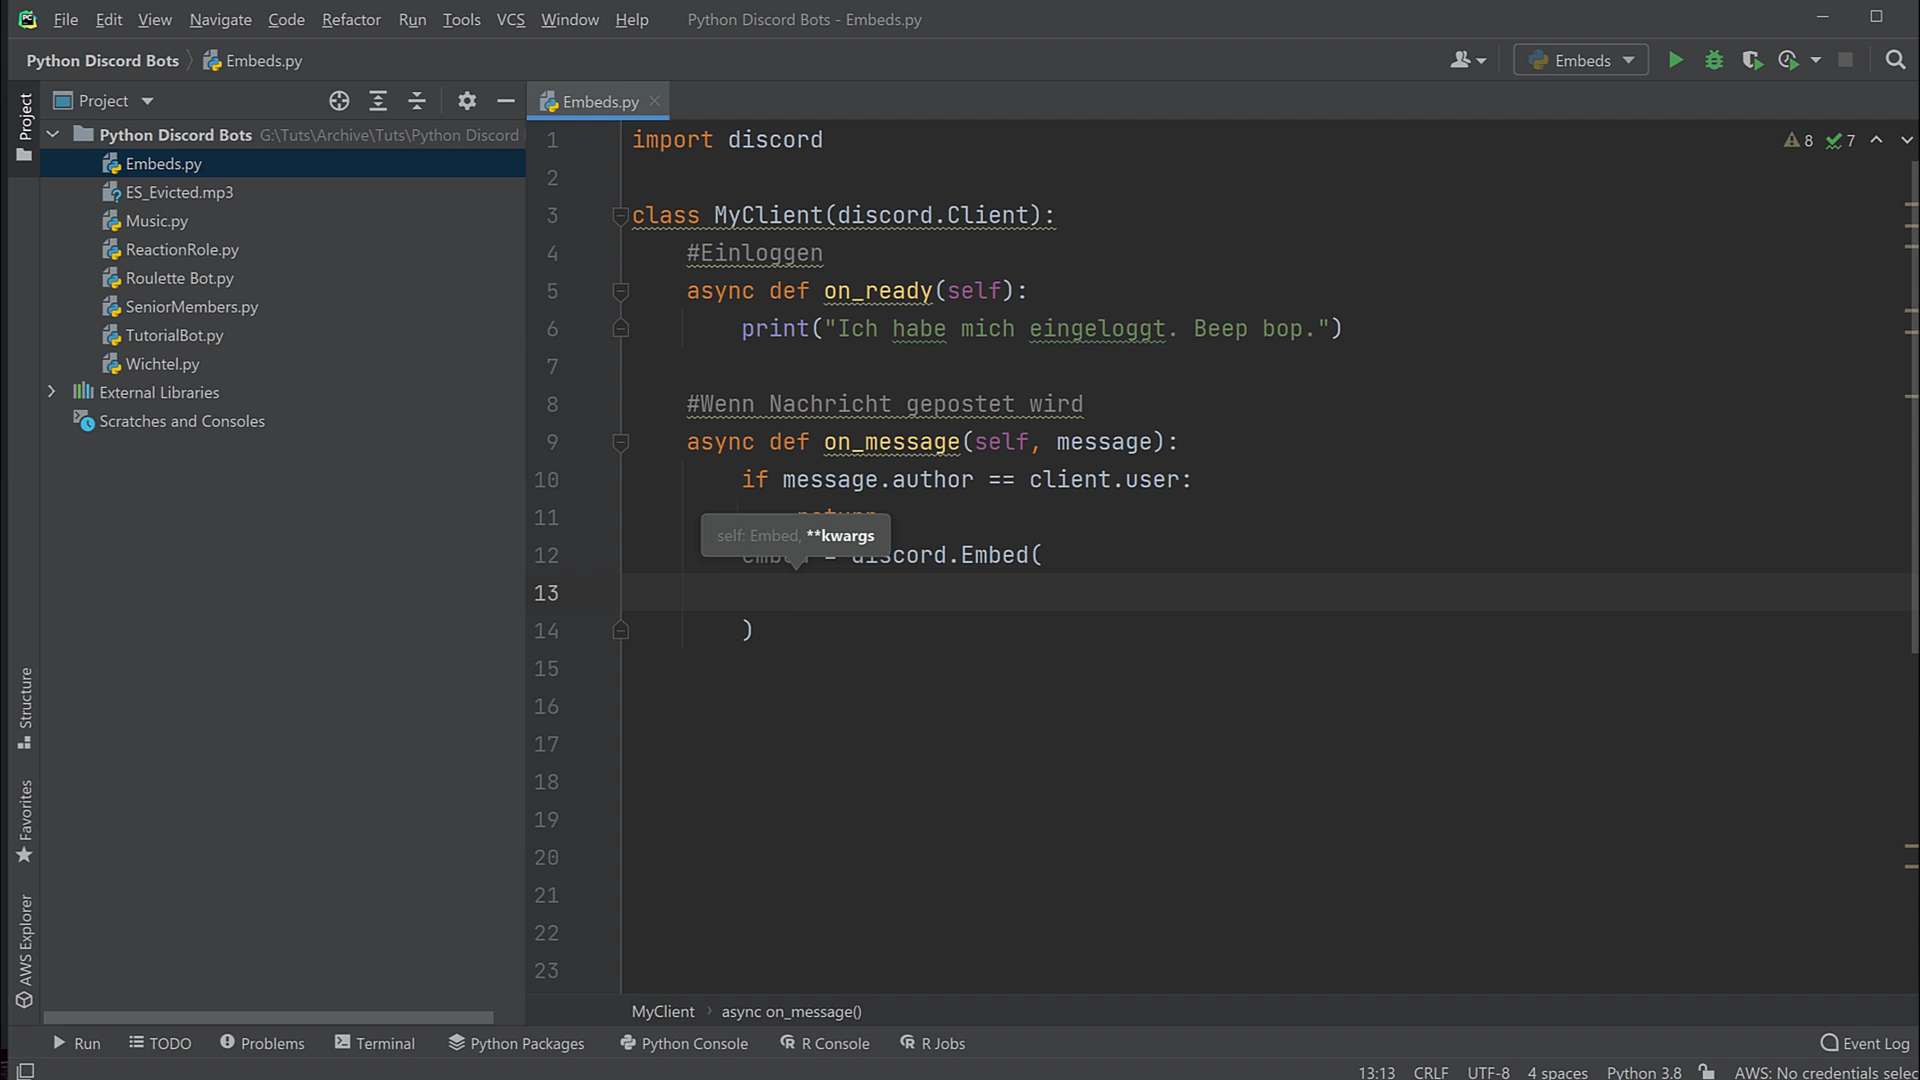 File Edit View Navigate Code Refactor Run Tools VCS Window Help Python Discord Bots - Embeds.py
Python Discord Bots Embeds.py Embeds
Project
Project
Embeds.py
Python Discord Bots G:\Tuts\Archive\Tuts\Python Discord
Embeds.py
ES_Evicted.mp3
Music.py
ReactionRole.py
Roulette Bot.py
SeniorMembers.py
TutorialBot.py
Wichtel.py
External Libraries
Scratches and Consoles
Structure
Favorites
AWS Explorer
8 7
1 import discord
2
3 class MyClient(discord.Client):
4 #Einloggen
5 async def on_ready(self):
6 print("Ich habe mich eingeloggt. Beep bop.")
7
8 #Wenn Nachricht gepostet wird
9 async def on_message(self, message):
10 if message.author == client.user:
11 return
self: Embed, **kwargs
12 embed = discord.Embed(
13
14 )
15
16
17
18
19
20
21
22
23
MyClient async on_message()
Run TODO Problems Terminal Python Packages Python Console R Console R Jobs Event Log
13:13 CRLF UTF-8 4 spaces Python 3.8 AWS: No credentials selec